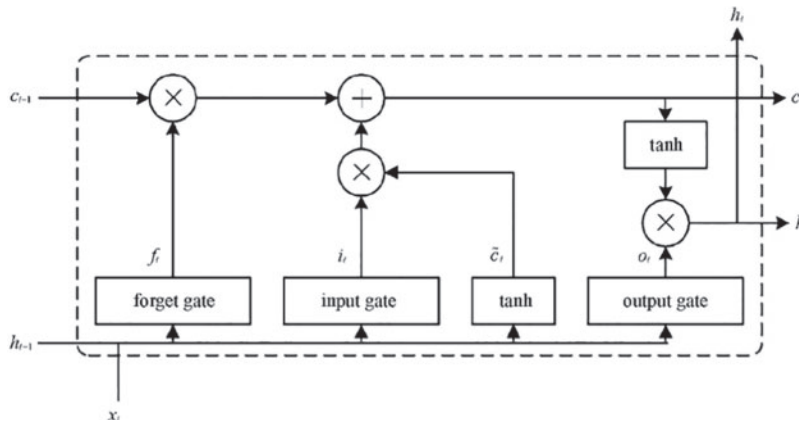 hₜ
cₜ₋₁ × + c
tanh
×
fₜ iₜ c̃ₜ oₜ
forget gate input gate tanh output gate
hₜ₋₁
xₜ